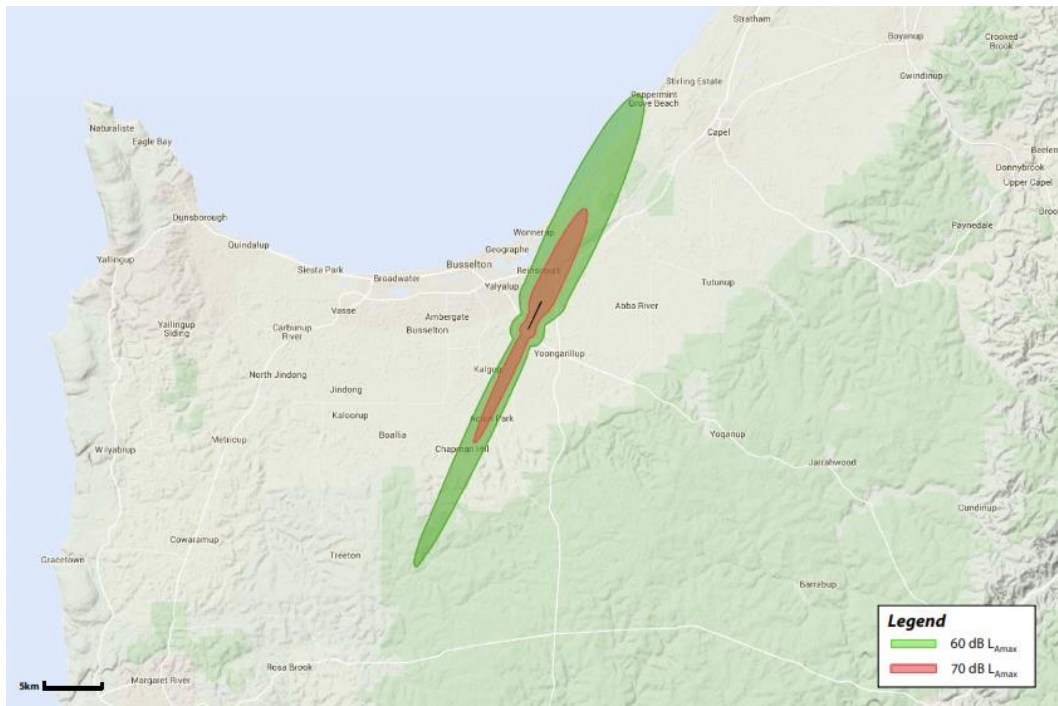 Stratham
Boyanup
Crooked
Brook
Gwindinup
Stirling Estate
Peppermint
Grove Beach
Capel
Naturaliste
Eagle Bay
Donnybrook
Upper Capel
Dunsborough
Paynedale
Wonnerup
Quindalup
Geographe
Yallingup
Siesta Park
Busselton
Reinscourt
Broadwater
Yalyalup
Tutunup
Vasse
Abba River
Ambergate
Yallingup
Siding
Carbunup
River
Busselton
Yoongarillup
Kalgup
North Jindong
Jindong
Acton Park
Kaloorup
Boallia
Yoganup
Metricup
Chapman Hill
Wilyabrup
Jarrahwood
Cundinup
Cowaramup
Treeton
Gracetown
Barrabup
Legend
60 dB LAmax
70 dB LAmax
Rosa Brook
Margaret River
5km